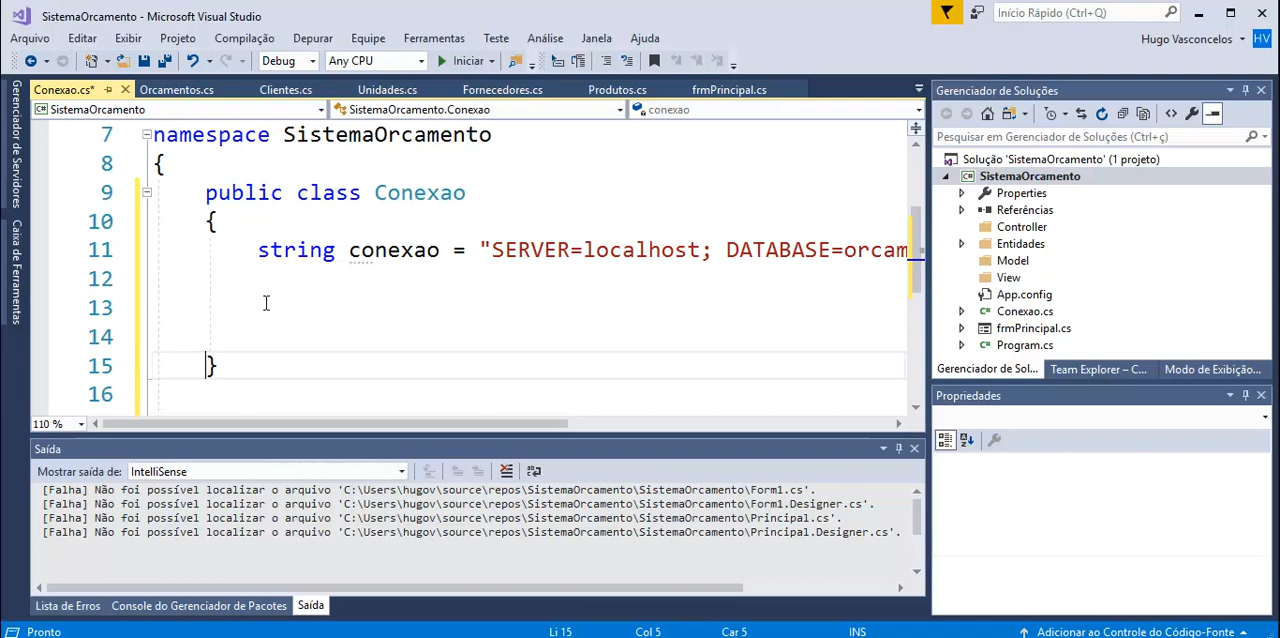 SistemaOrcamento - Microsoft Visual Studio
Início Rápido (Ctrl+Q)
Arquivo Editar Exibir Projeto Compilação Depurar Equipe Ferramentas Teste Análise Janela Ajuda
Hugo Vasconcelos HV
Debug Any CPU Iniciar
Conexao.cs* Orcamentos.cs Clientes.cs Unidades.cs Fornecedores.cs Produtos.cs frmPrincipal.cs
SistemaOrcamento SistemaOrcamento.Conexao conexao
Gerenciador de Servidores
Caixa de Ferramentas
7 namespace SistemaOrcamento
8 {
9 public class Conexao
10 {
11 string conexao = "SERVER=localhost; DATABASE=orcam
12
13
14
15 }
16
110 %
Saída
Mostrar saída de: IntelliSense
[Falha] Não foi possível localizar o arquivo 'C:\Users\hugov\source\repos\SistemaOrcamento\SistemaOrcamento\Form1.cs'.
[Falha] Não foi possível localizar o arquivo 'C:\Users\hugov\source\repos\SistemaOrcamento\SistemaOrcamento\Form1.Designer.cs'.
[Falha] Não foi possível localizar o arquivo 'C:\Users\hugov\source\repos\SistemaOrcamento\SistemaOrcamento\Principal.cs'.
[Falha] Não foi possível localizar o arquivo 'C:\Users\hugov\source\repos\SistemaOrcamento\SistemaOrcamento\Principal.Designer.cs'.
Lista de Erros Console do Gerenciador de Pacotes Saída
Gerenciador de Soluções
Pesquisar em Gerenciador de Soluções (Ctrl+ç)
Solução 'SistemaOrcamento' (1 projeto)
SistemaOrcamento
Properties
Referências
Controller
Entidades
Model
View
App.config
Conexao.cs
frmPrincipal.cs
Program.cs
Gerenciador de Sol... Team Explorer – C... Modo de Exibição...
Propriedades
Pronto Li 15 Col 5 Car 5 INS Adicionar ao Controle do Código-Fonte